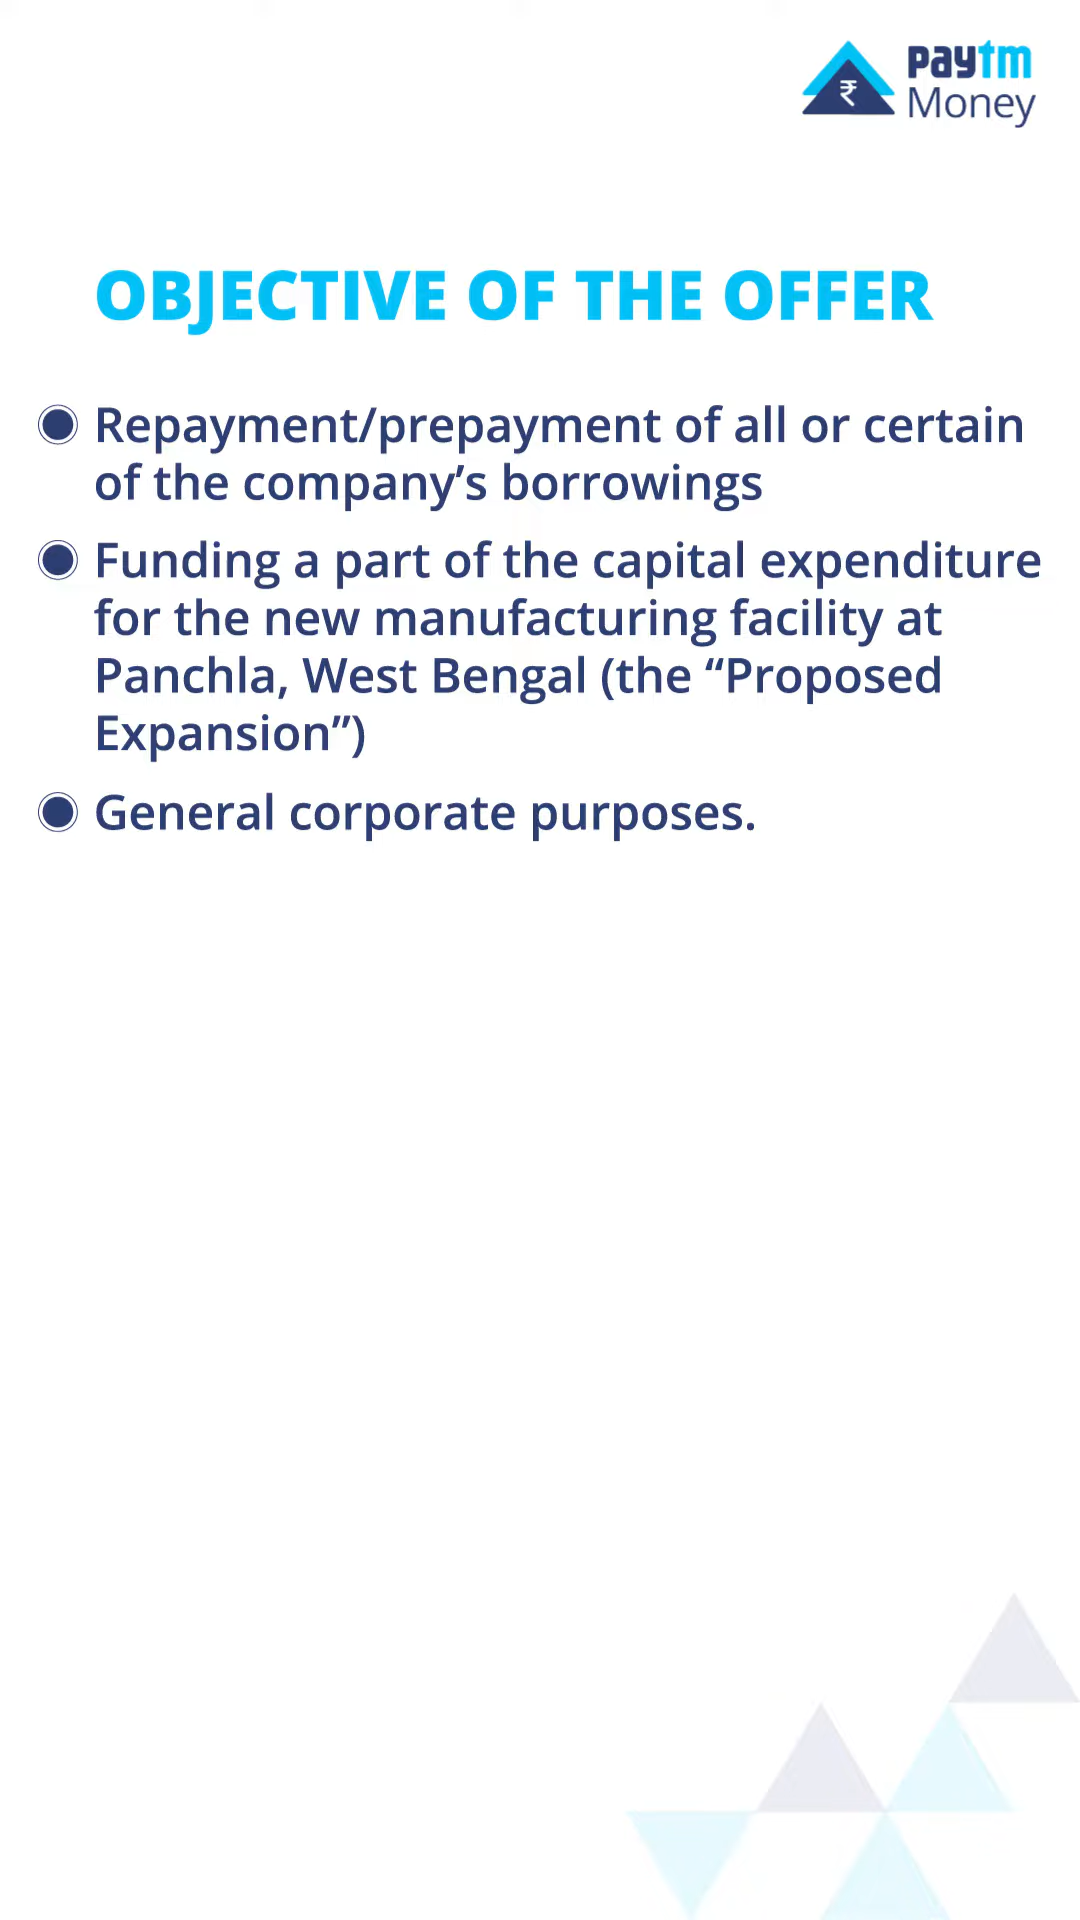 paytm
Money
OBJECTIVE OF THE OFFER
Repayment/prepayment of all or certain
of the company’s borrowings
Funding a part of the capital expenditure
for the new manufacturing facility at
Panchla, West Bengal (the “Proposed
Expansion”)
General corporate purposes.